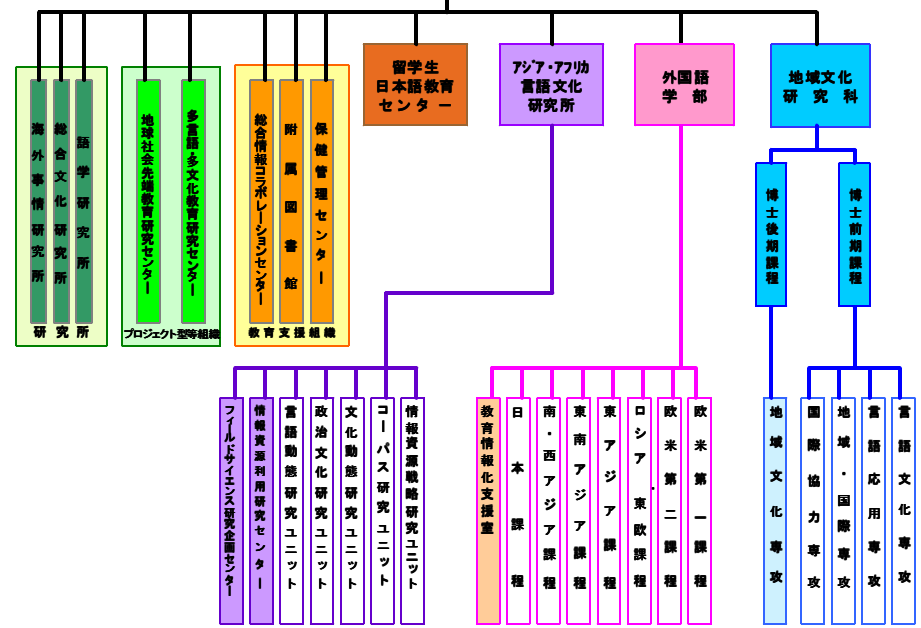 留学生
日本語教育
センター
アジア・アフリカ
言語文化
研究所
外国語
学部
地域文化
研究科
海外事情研究所
総合文化研究所
語学研究所
研究所
地球社会先端教育研究センター
多言語・多文化教育研究センター
プロジェクト型等組織
総合情報コラボレーションセンター
附属図書館
保健管理センター
教育支援組織
博士後期課程
博士前期課程
フィールドサイエンス研究企画センター
情報資源利用研究センター
言語動態研究ユニット
政治文化研究ユニット
文化動態研究ユニット
コーパス研究ユニット
情報資源戦略研究ユニット
教育情報化支援室
日本課程
南・西アジア課程
東南アジア課程
東アジア課程
ロシア・東欧課程
欧米第二課程
欧米第一課程
地域文化専攻
国際協力専攻
地域・国際専攻
言語応用専攻
言語文化専攻